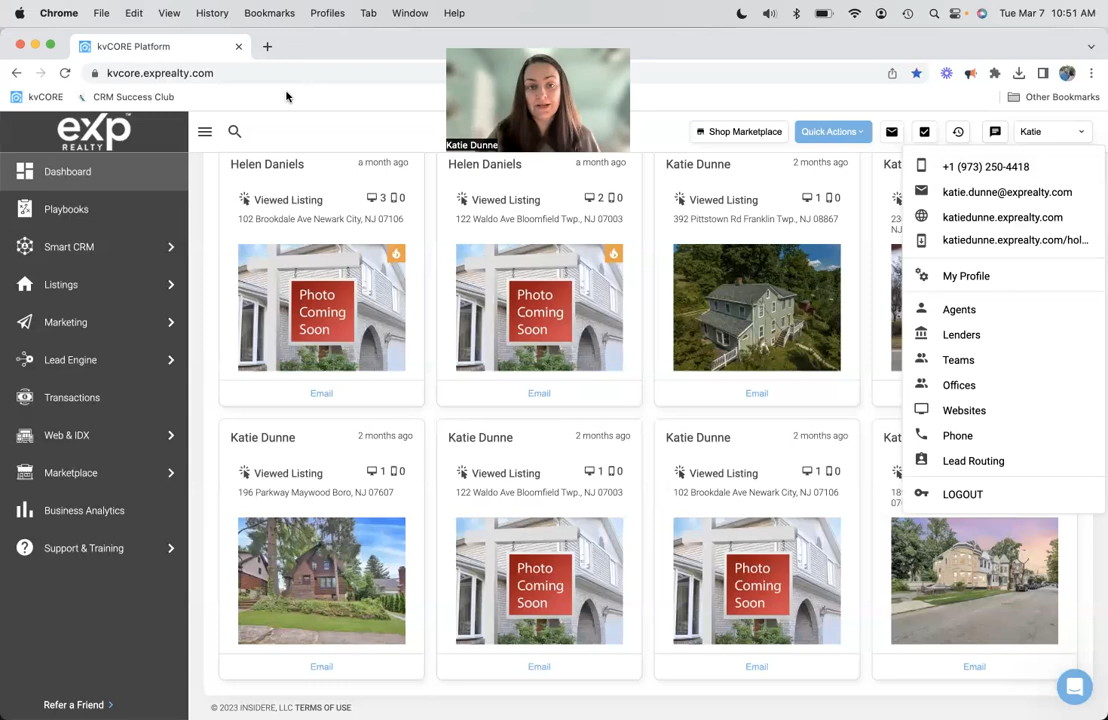 Chrome File Edit View History Bookmarks Profiles Tab Window Help Tue Mar 7 10:51 AM
kvCORE Platform
kvcore.exprealty.com
kvCORE CRM Success Club Other Bookmarks
exp REALTY
Katie Dunne
Shop Marketplace Quick Actions Katie
Dashboard
Playbooks
Smart CRM
Listings
Marketing
Lead Engine
Transactions
Web & IDX
Marketplace
Business Analytics
Support & Training
Refer a Friend
Helen Daniels a month ago
Viewed Listing 3 0
102 Brookdale Ave Newark City, NJ 07106
Photo
Coming
Soon
Email
Helen Daniels a month ago
Viewed Listing 2 0
122 Waldo Ave Bloomfield Twp., NJ 07003
Photo
Coming
Soon
Email
Katie Dunne 2 months ago
Viewed Listing 1 0
392 Pittstown Rd Franklin Twp., NJ 08867
Email
+1 (973) 250-4418
katie.dunne@exprealty.com
katiedunne.exprealty.com
katiedunne.exprealty.com/hol...
My Profile
Agents
Lenders
Teams
Offices
Websites
Phone
Lead Routing
LOGOUT
Katie Dunne 2 months ago
Viewed Listing 1 0
196 Parkway Maywood Boro, NJ 07607
Email
Katie Dunne 2 months ago
Viewed Listing 1 0
122 Waldo Ave Bloomfield Twp., NJ 07003
Photo
Coming
Soon
Email
Katie Dunne 2 months ago
Viewed Listing 1 0
102 Brookdale Ave Newark City, NJ 07106
Photo
Coming
Soon
Email
Email
© 2023 INSIDERE, LLC TERMS OF USE